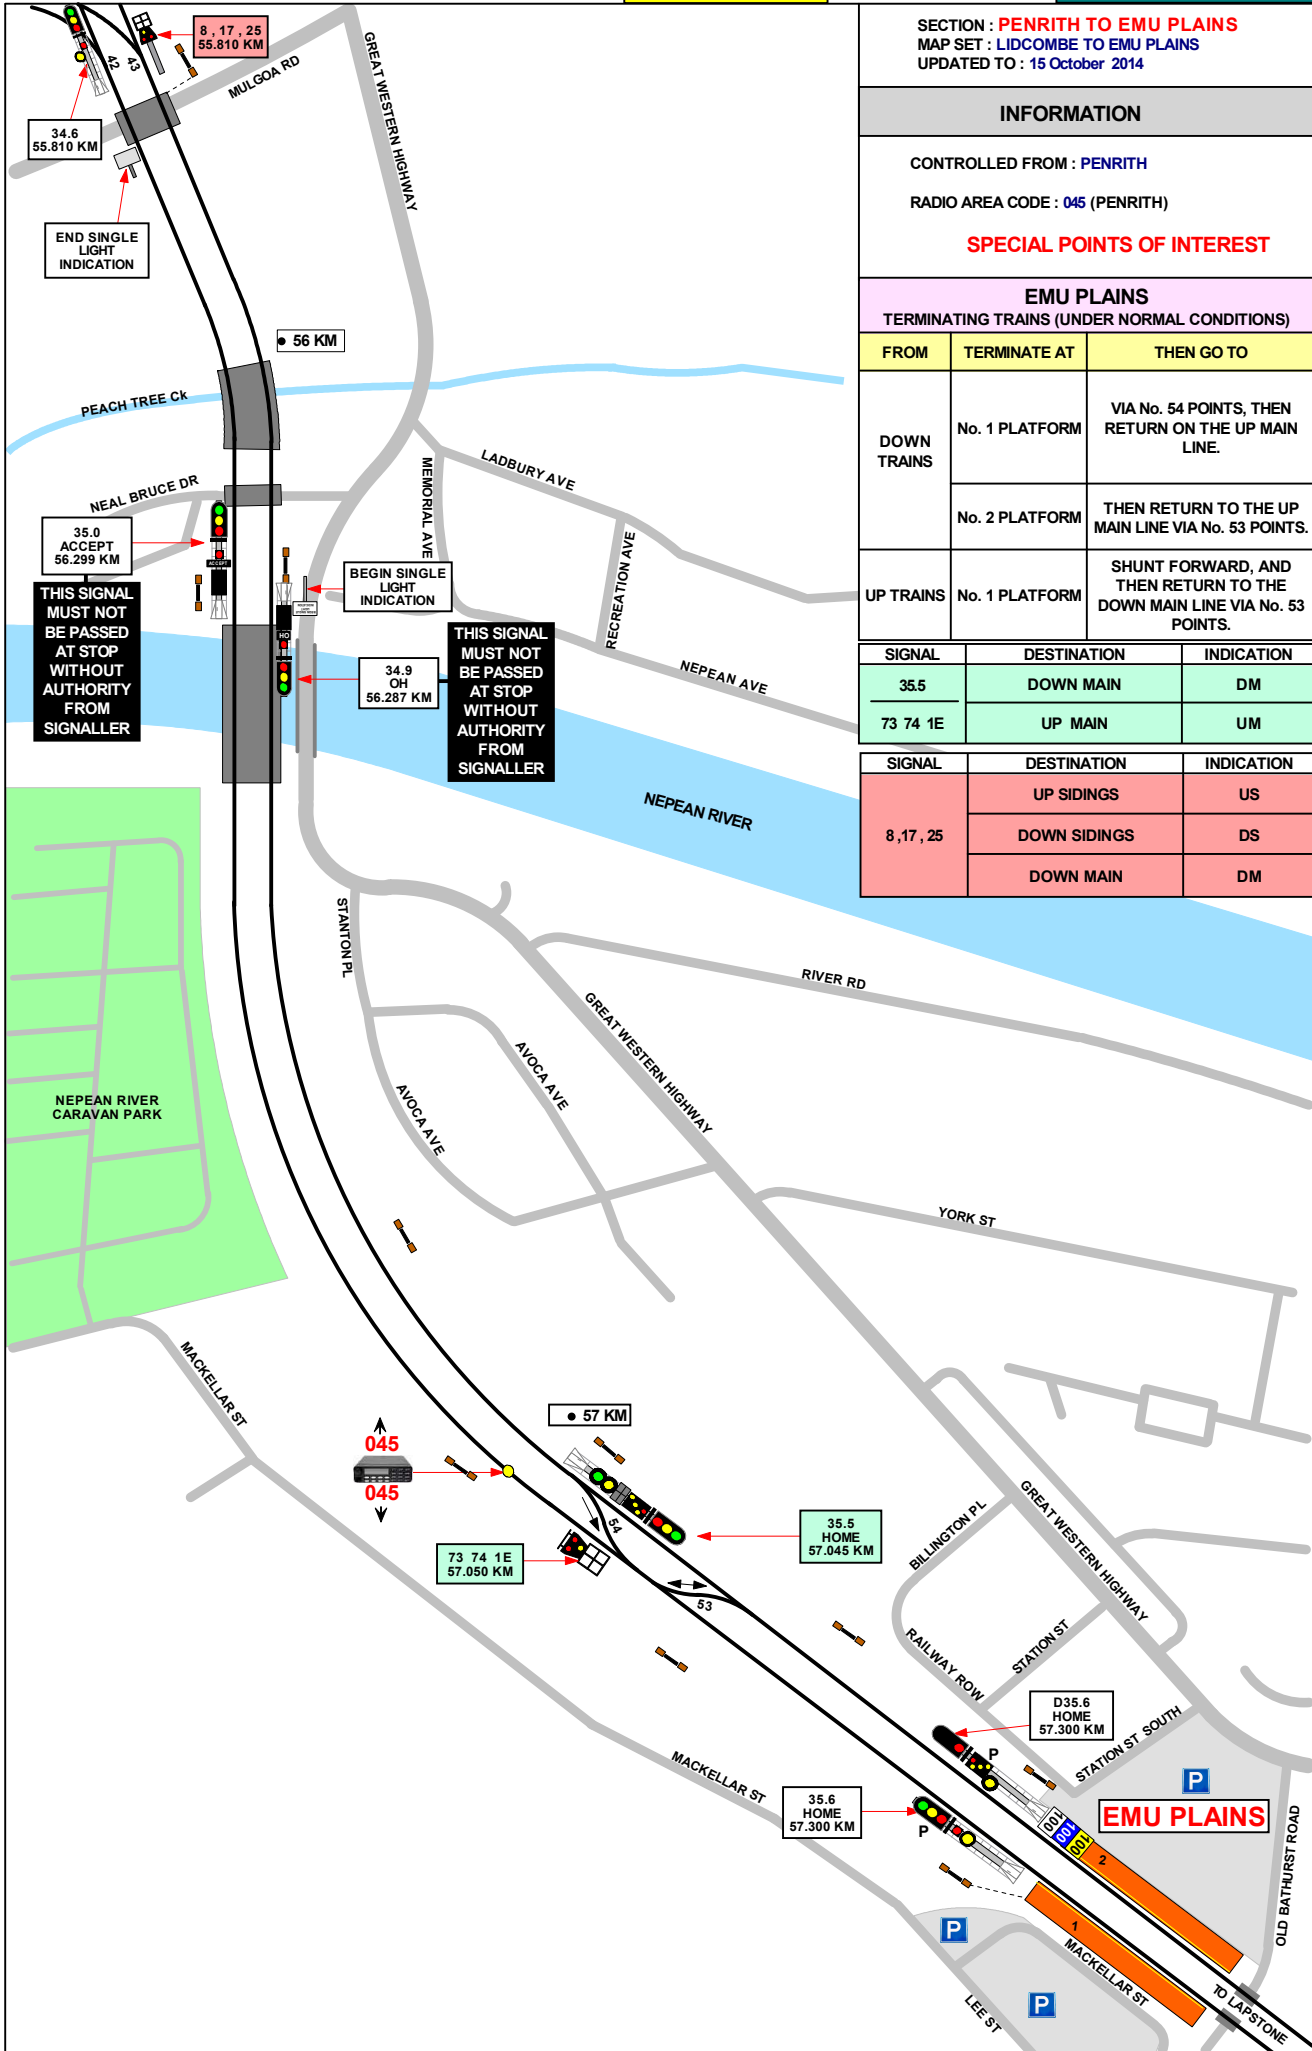 SECTION : PENRITH TO EMU PLAINS
MAP SET : LIDCOMBE TO EMU PLAINS
UPDATED TO : 15 October 2014
INFORMATION
CONTROLLED FROM : PENRITH
RADIO AREA CODE : 045 (PENRITH)
SPECIAL POINTS OF INTEREST
EMU PLAINS
TERMINATING TRAINS (UNDER NORMAL CONDITIONS)
FROM TERMINATE AT THEN GO TO
DOWN
TRAINS
No. 1 PLATFORM
VIA No. 54 POINTS, THEN
RETURN ON THE UP MAIN
LINE.
No. 2 PLATFORM
THEN RETURN TO THE UP
MAIN LINE VIA No. 53 POINTS.
UP TRAINS
No. 1 PLATFORM
SHUNT FORWARD, AND
THEN RETURN TO THE
DOWN MAIN LINE VIA No. 53
POINTS.
SIGNAL DESTINATION INDICATION
35.5 DOWN MAIN DM
73 74 1E UP MAIN UM
SIGNAL DESTINATION INDICATION
8 ,17 , 25
UP SIDINGS US
DOWN SIDINGS DS
DOWN MAIN DM
8 , 17 , 25
55.810 KM
42
43
MULGOA RD
GREAT WESTERN HIGHWAY
34.6
55.810 KM
END SINGLE
LIGHT
INDICATION
56 KM
PEACH TREE Ck
NEAL BRUCE DR
MEMORIAL AVE
LADBURY AVE
RECREATION AVE
NEPEAN AVE
35.0
ACCEPT
56.299 KM
ACCEPT
THIS SIGNAL
MUST NOT
BE PASSED
AT STOP
WITHOUT
AUTHORITY
FROM
SIGNALLER
BEGIN SINGLE
LIGHT
INDICATION
HO
34.9
OH
56.287 KM
THIS SIGNAL
MUST NOT
BE PASSED
AT STOP
WITHOUT
AUTHORITY
FROM
SIGNALLER
NEPEAN RIVER
STANTON PL
RIVER RD
GREAT WESTERN HIGHWAY
AVOCA AVE
AVOCA AVE
NEPEAN RIVER
CARAVAN PARK
YORK ST
MACKELLAR ST
57 KM
045
045
54
35.5
HOME
57.045 KM
73 74 1E
57.050 KM
53
BILLINGTON PL
GREAT WESTERN HIGHWAY
RAILWAY ROW
STATION ST
STATION ST SOUTH
D35.6
HOME
57.300 KM
P
MACKELLAR ST
35.6
HOME
57.300 KM
P
P
EMU PLAINS
100
100
100
2
1
OLD BATHURST ROAD
P
MACKELLAR ST
P
LEE ST
TO LAPSTONE